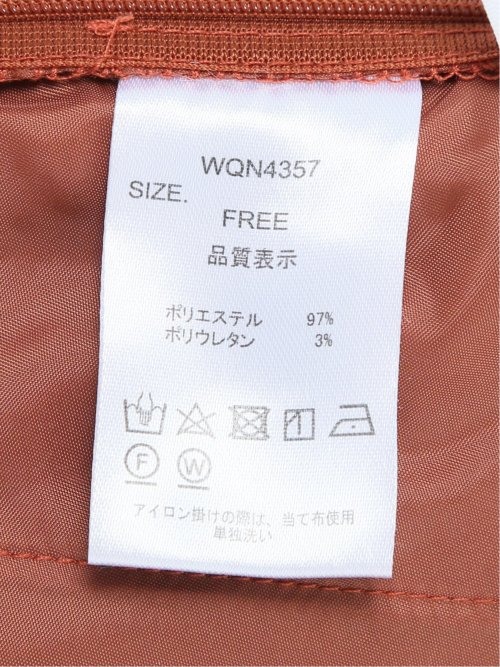 WQN4357
SIZE.
FREE
品質表示
ポリエステル 97%
ポリウレタン 3%
F W
アイロン掛けの際は、当て布使用
単独洗い